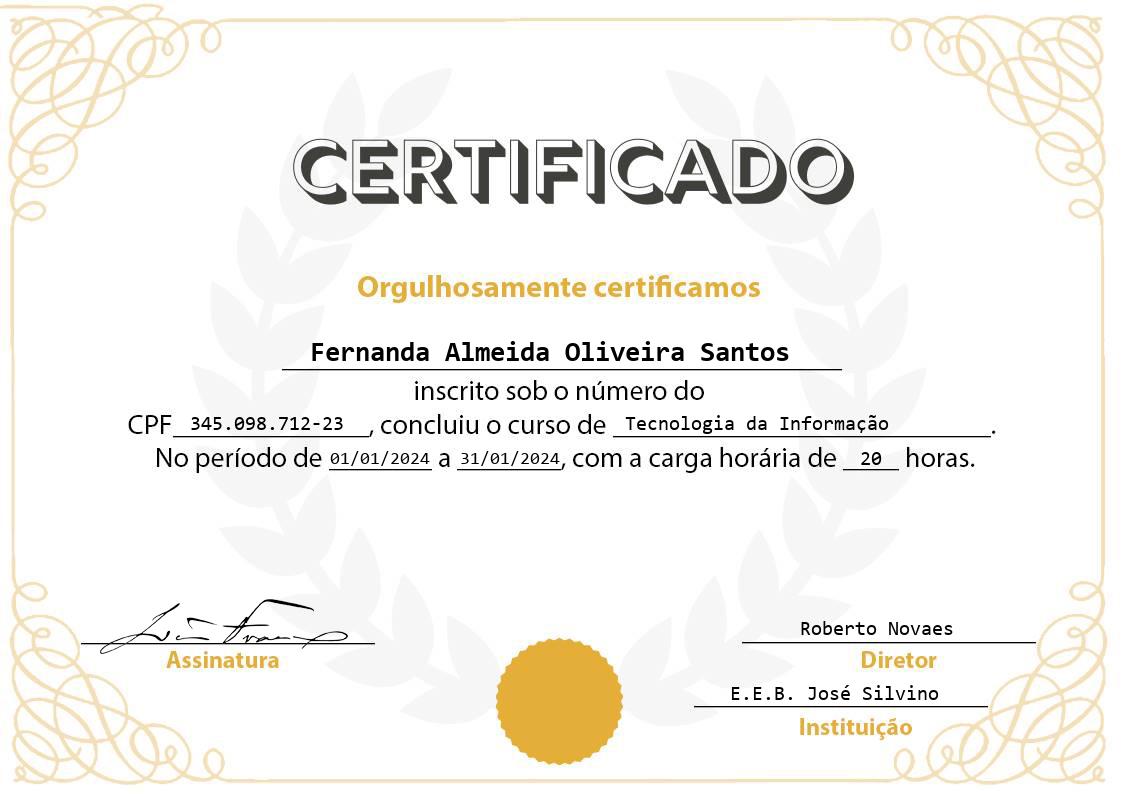 CERTIFICADO
Orgulhosamente certificamos
Fernanda Almeida Oliveira Santos
inscrito sob o número do
CPF 345.098.712-23, concluiu o curso de Tecnologia da Informação.
No período de 01/01/2024 a 31/01/2024, com a carga horária de 20 horas.
Assinatura
Roberto Novaes
Diretor
E.E.B. José Silvino
Instituição